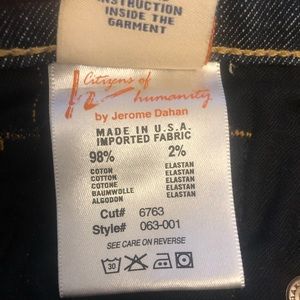 INSTRUCTION
INSIDE THE
GARMENT
Citizens of
humanity
by Jerome Dahan
MADE IN U.S.A.
IMPORTED FABRIC
98% 2%
COTON ELASTAN
COTTON ELASTAN
COTONE ELASTAN
BAUMWOLLE ELASTAN
ALGODON ELASTAN
Cut# 6763
Style# 063-001
SEE CARE ON REVERSE
30